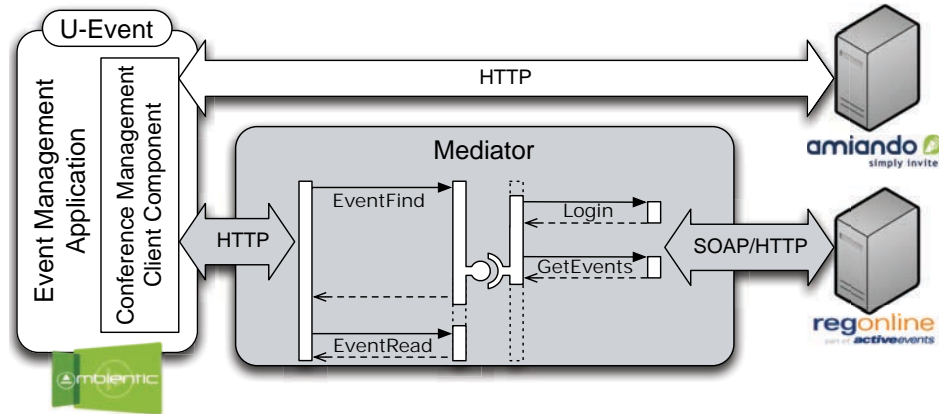 U-Event
Event Management
Application
Conference Management
Client Component
HTTP
Mediator
EventFind
Login
HTTP
GetEvents
EventRead
SOAP/HTTP
amiando
simply invite
regonline
part of activeevents
ambientic